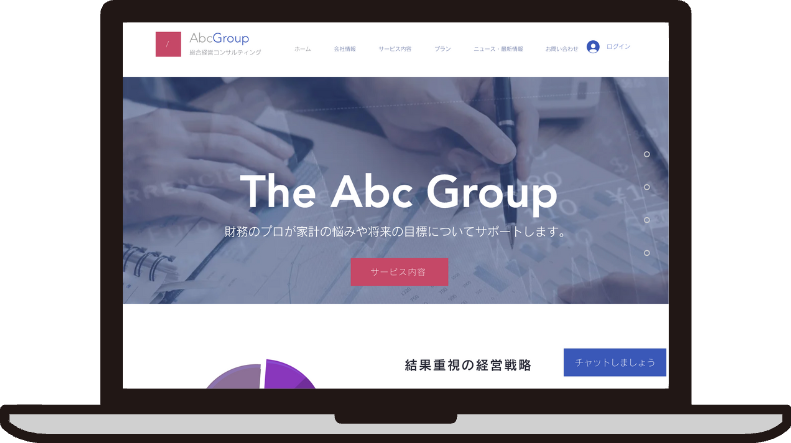 /
AbcGroup
総合経営コンサルティング
ホーム 会社情報 サービス内容 プラン ニュース・最新情報 お問い合わせ ログイン
The Abc Group
財務のプロが家計の悩みや将来の目標についてサポートします。
サービス内容
結果重視の経営戦略
チャットしましょう